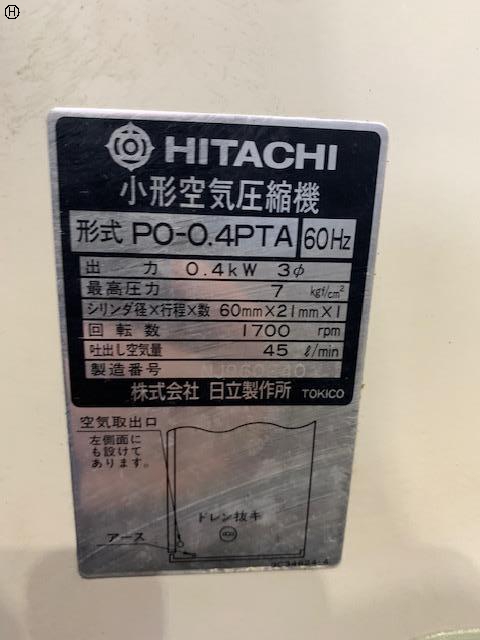 H
HITACHI
小形空気圧縮機
形式 PO-0.4PTA 60Hz
出力 0.4kW 3φ
最高圧力 7 kgf/cm²
シリンダ径×行程×数 60mm×21mm×1
回転数 1700 rpm
吐出し空気量 45 ℓ/min
製造番号
株式会社 日立製作所 TOKICO
空気取出口
左側面に
も設けて
あります。
ドレン抜キ
アース